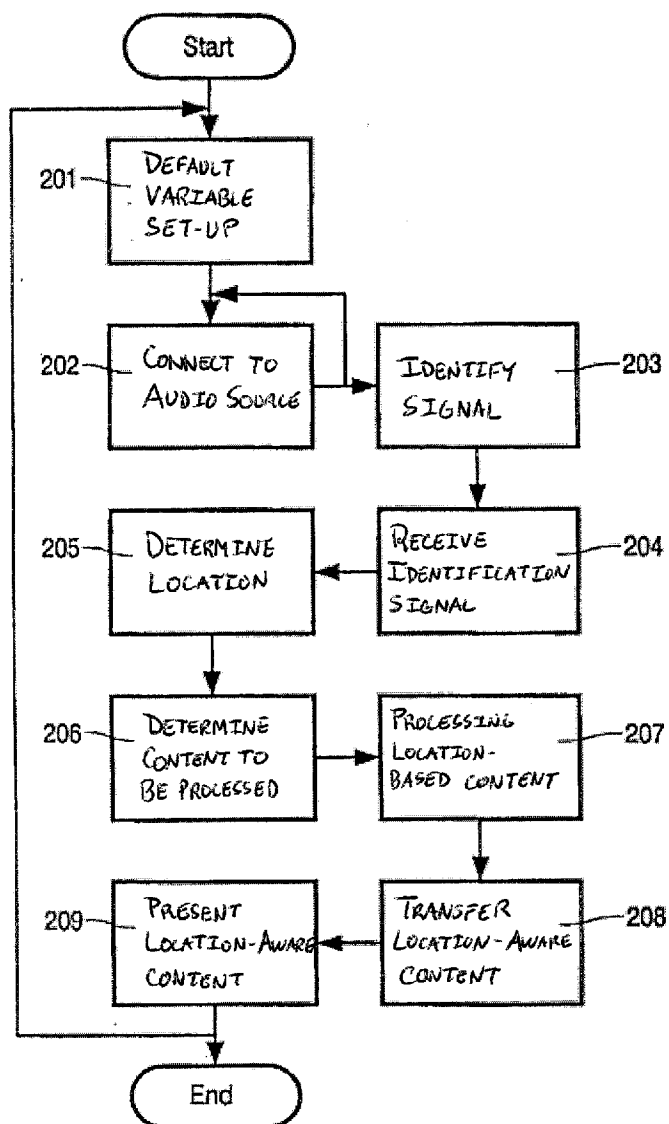 Start
201
DEFAULT
VARIABLE
SET-UP
202
CONNECT TO
AUDIO SOURCE
IDENTIFY
SIGNAL
203
205
DETERMINE
LOCATION
RECEIVE
IDENTIFICATION
SIGNAL
204
206
DETERMINE
CONTENT TO
BE PROCESSED
PROCESSING
LOCATION-
BASED CONTENT
207
209
PRESENT
LOCATION-AWARE
CONTENT
TRANSFER
LOCATION-AWARE
CONTENT
208
End